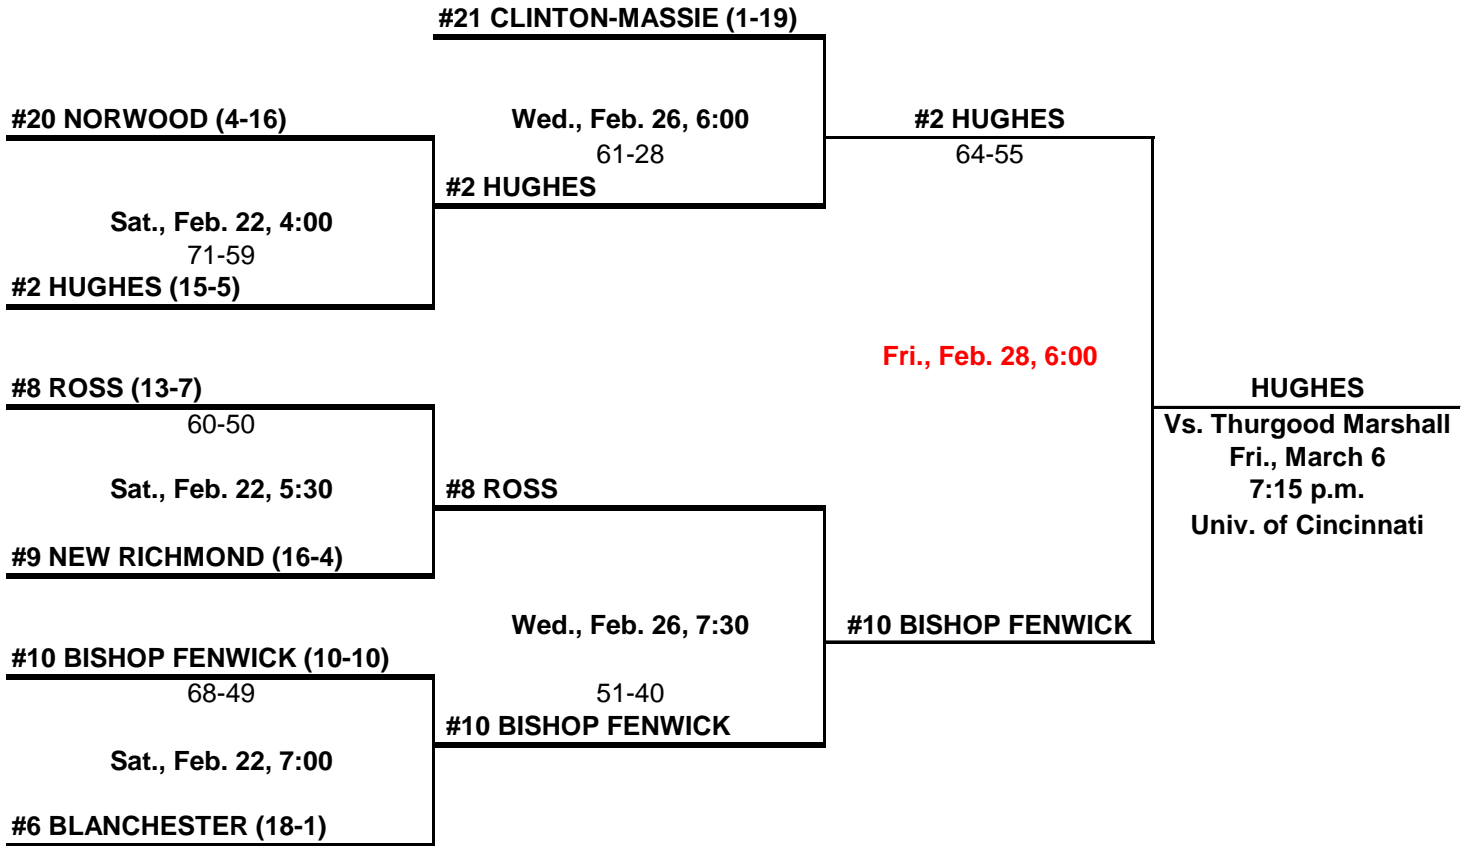 #21 CLINTON-MASSIE (1-19)
#20 NORWOOD (4-16)
Wed., Feb. 26, 6:00
#2 HUGHES
61-28
64-55
#2 HUGHES
Sat., Feb. 22, 4:00
71-59
#2 HUGHES (15-5)
Fri., Feb. 28, 6:00
#8 ROSS (13-7)
HUGHES
60-50
Vs. Thurgood Marshall
Fri., March 6
Sat., Feb. 22, 5:30
#8 ROSS
7:15 p.m.
Univ. of Cincinnati
#9 NEW RICHMOND (16-4)
Wed., Feb. 26, 7:30
#10 BISHOP FENWICK
#10 BISHOP FENWICK (10-10)
68-49
51-40
#10 BISHOP FENWICK
Sat., Feb. 22, 7:00
#6 BLANCHESTER (18-1)